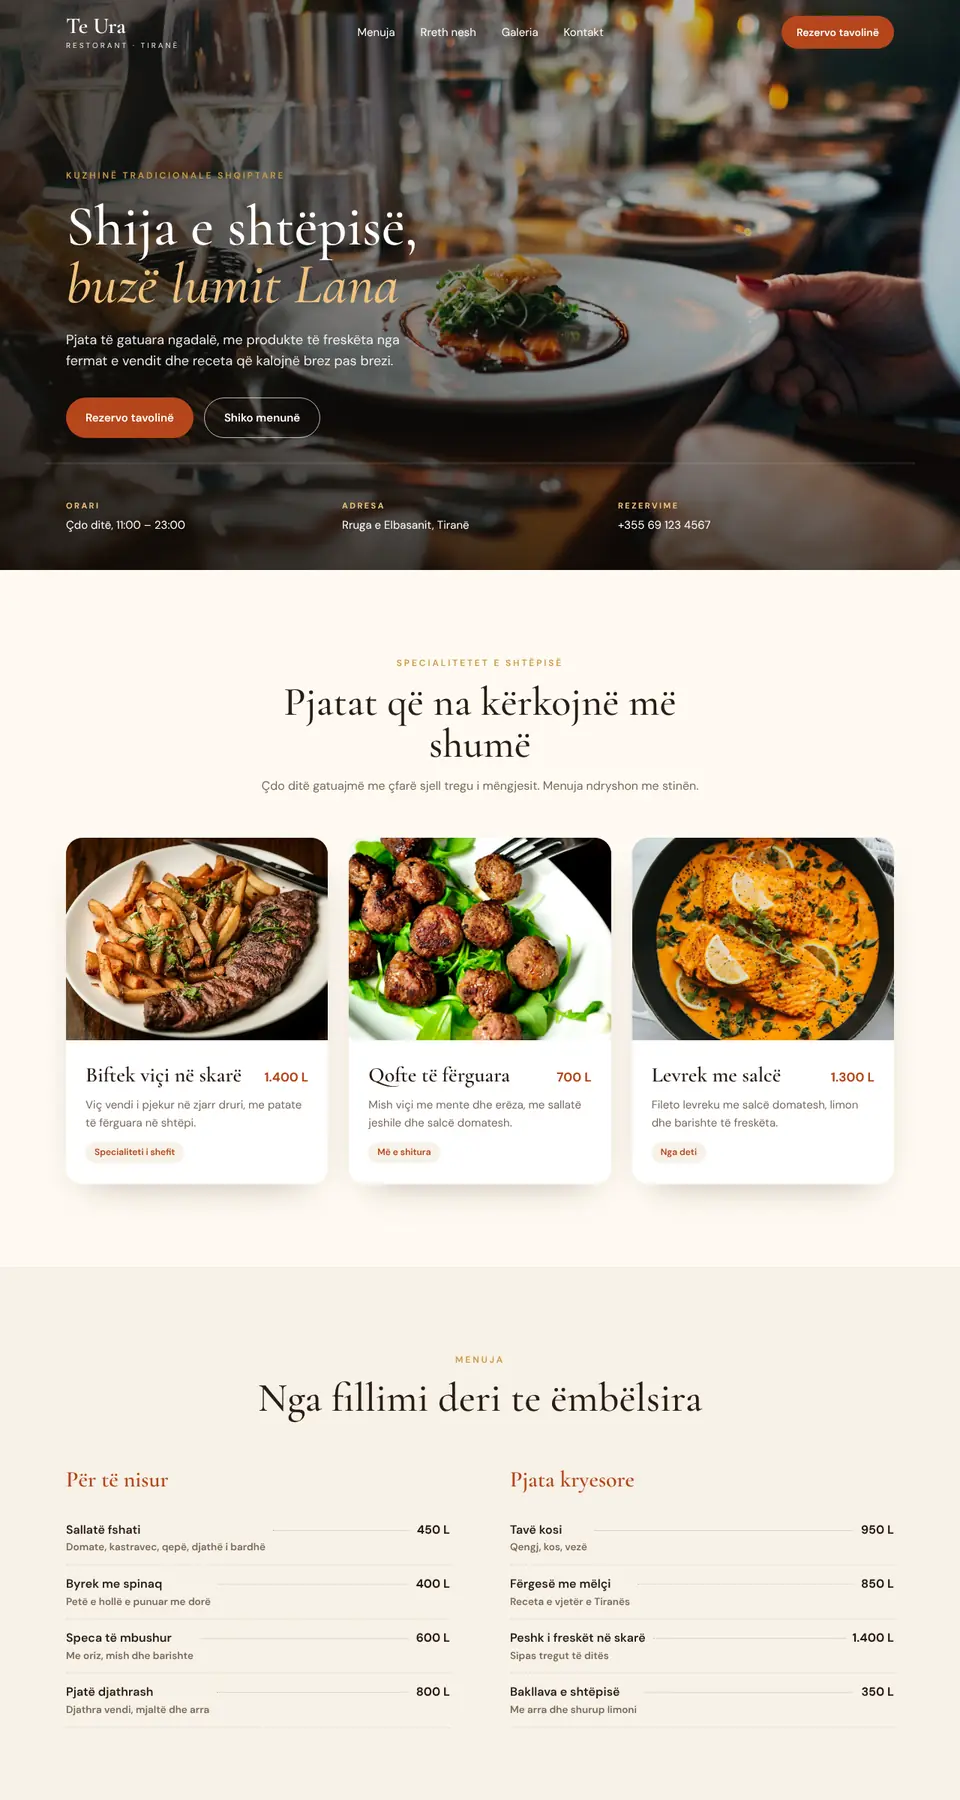 Te Ura
RESTORANT · TIRANË
Menuja
Rreth nesh
Galeria
Kontakt
Rezervo tavolinë
KUZHINË TRADICIONALE SHQIPTARE
Shija e shtëpisë,
buzë lumit Lana
Pjata të gatuara ngadalë, me produkte të freskëta nga
fermat e vendit dhe receta që kalojnë brez pas brezi.
Rezervo tavolinë
Shiko menunë
ORARI
Çdo ditë, 11:00 – 23:00
ADRESA
Rruga e Elbasanit, Tiranë
REZERVIME
+355 69 123 4567
SPECIALITETET E SHTËPISË
Pjatat që na kërkojnë më
shumë
Çdo ditë gatuajmë me çfarë sjell tregu i mëngjesit. Menuja ndryshon me stinën.
Biftek viçi në skarë
1.400 L
Viç vendi i pjekur në zjarr druri, me patate
të fërguara në shtëpi.
Specialiteti i shefit
Qofte të fërguara
700 L
Mish viçi me mente dhe erëza, me sallatë
jeshile dhe salcë domatesh.
Më e shitura
Levrek me salcë
1.300 L
Fileto levreku me salcë domatesh, limon
dhe barishte të freskëta.
Nga deti
MENUJA
Nga fillimi deri te ëmbëlsira
Për të nisur
Sallatë fshati
450 L
Domate, kastravec, qepë, djathë i bardhë
Byrek me spinaq
400 L
Petë e hollë e punuar me dorë
Speca të mbushur
600 L
Me oriz, mish dhe barishte
Pjatë djathrash
800 L
Djathra vendi, mjaltë dhe arra
Pjata kryesore
Tavë kosi
950 L
Qengj, kos, vezë
Fërgesë me mëlçi
850 L
Receta e vjetër e Tiranës
Peshk i freskët në skarë
1.400 L
Sipas tregut të ditës
Bakllava e shtëpisë
350 L
Me arra dhe shurup limoni